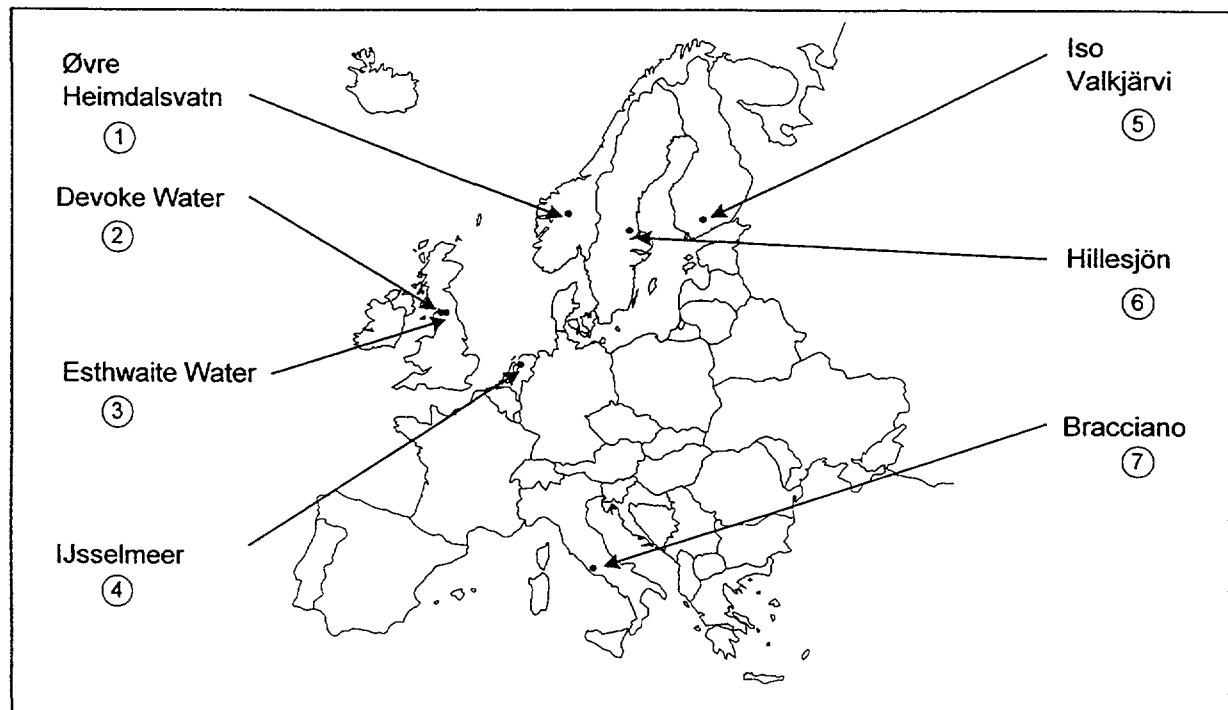 Øvre
Heimdalsvatn
1
Devoke Water
2
Esthwaite Water
3
IJsselmeer
4
Iso
Valkjärvi
5
Hillesjön
6
Bracciano
7